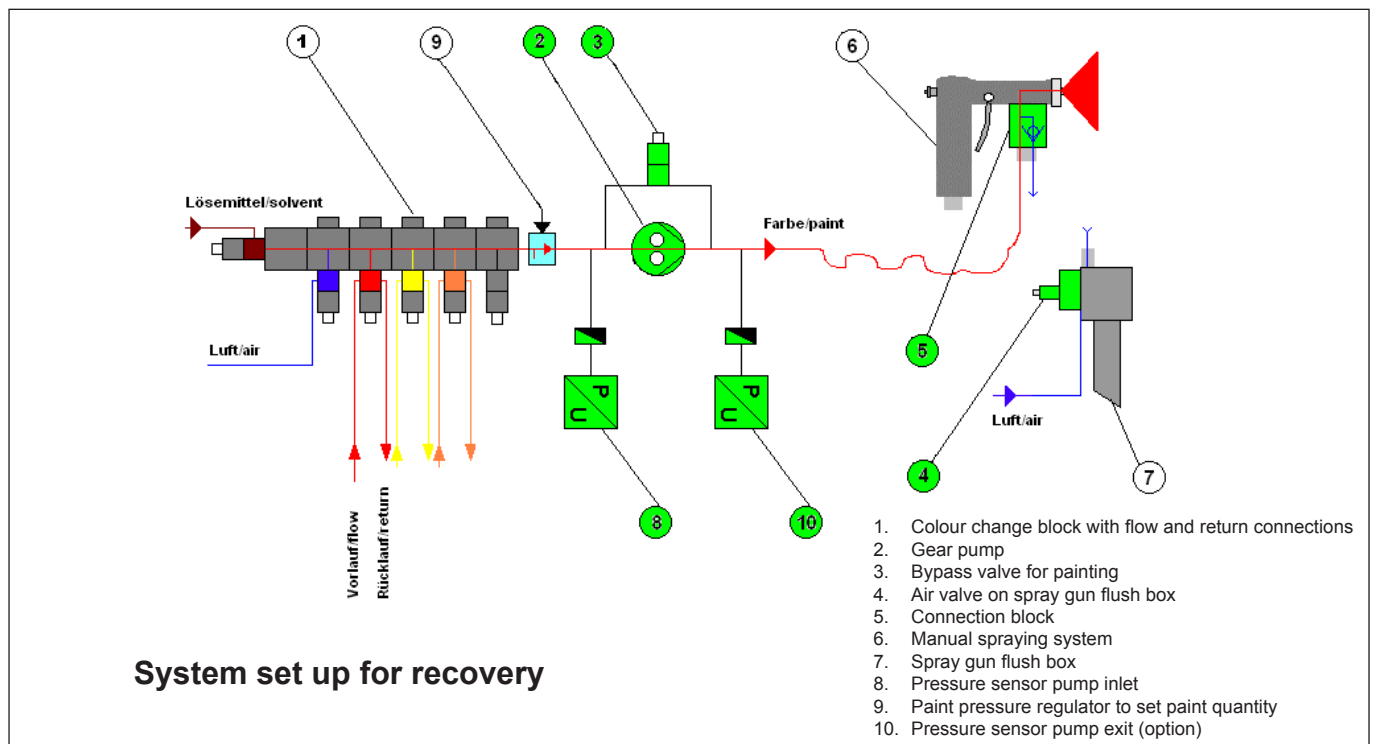 1
9
2
3
6
Lösemittel/solvent
Farbe/paint
Luft/air
P
U
P
U
5
Luft/air
4
7
8
10
Vorlauf/flow
Rücklauf/return
1. Colour change block with flow and return connections
2. Gear pump
3. Bypass valve for painting
4. Air valve on spray gun flush box
5. Connection block
6. Manual spraying system
7. Spray gun flush box
8. Pressure sensor pump inlet
9. Paint pressure regulator to set paint quantity
10. Pressure sensor pump exit (option)
System set up for recovery